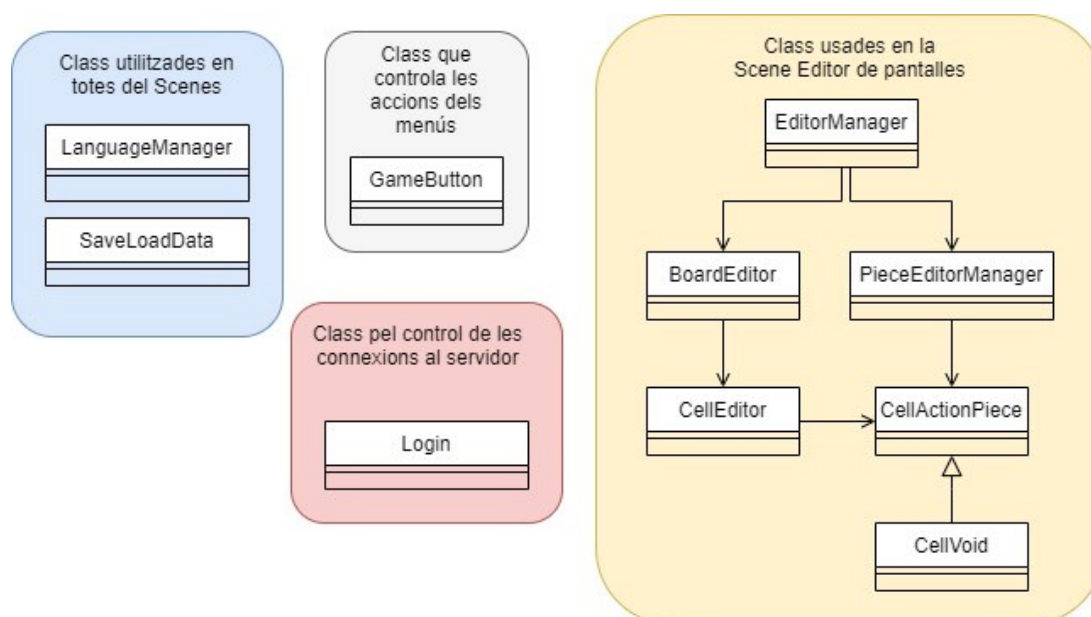 Class utilitzades en
totes del Scenes
LanguageManager
SaveLoadData
Class que
controla les
accions dels
menús
GameButton
Class pel control de les
connexions al servidor
Login
Class usades en la
Scene Editor de pantalles
EditorManager
BoardEditor
PieceEditorManager
CellEditor
CellActionPiece
CellVoid